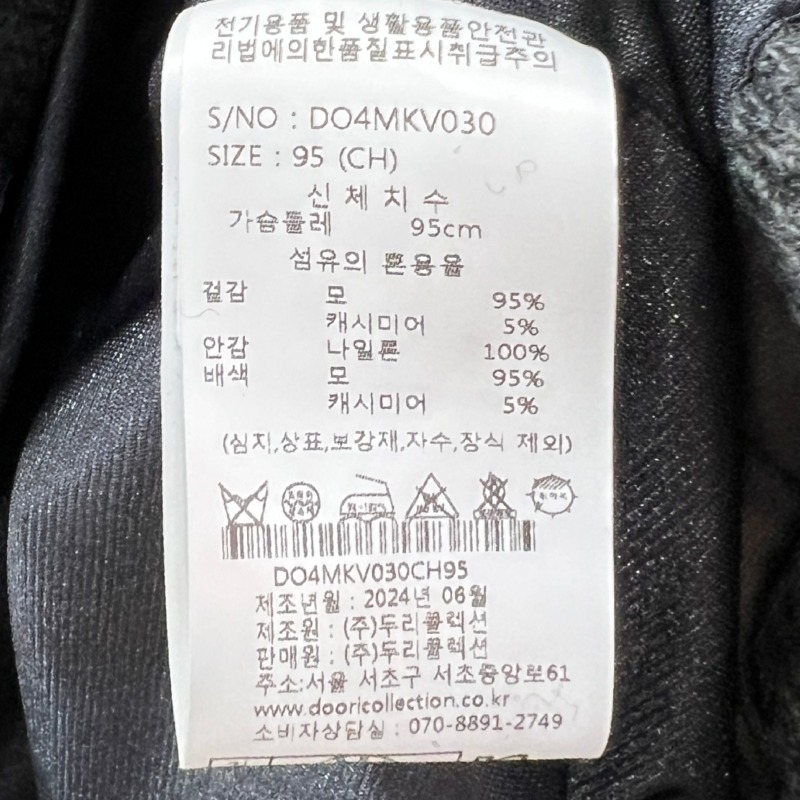 전기용품 및 생활용품안전관
리법에의한품질표시취급주의
S/NO : DO4MKV030
SIZE : 95 (CH)
신 체 치 수
가슴둘레 95cm
섬유의 혼용율
겉감 모 95%
캐시미어 5%
안감 나일론 100%
배색 모 95%
캐시미어 5%
(심지,상표,보강재,자수,장식 제외)
DO4MKV030CH95
제조년월 : 2024년 06월
제조원 : (주)두리콜렉션
판매원 : (주)두리콜렉션
주소:서울 서초구 서초중앙로61
www.dooricollection.co.kr
소비자상담실 : 070-8891-2749